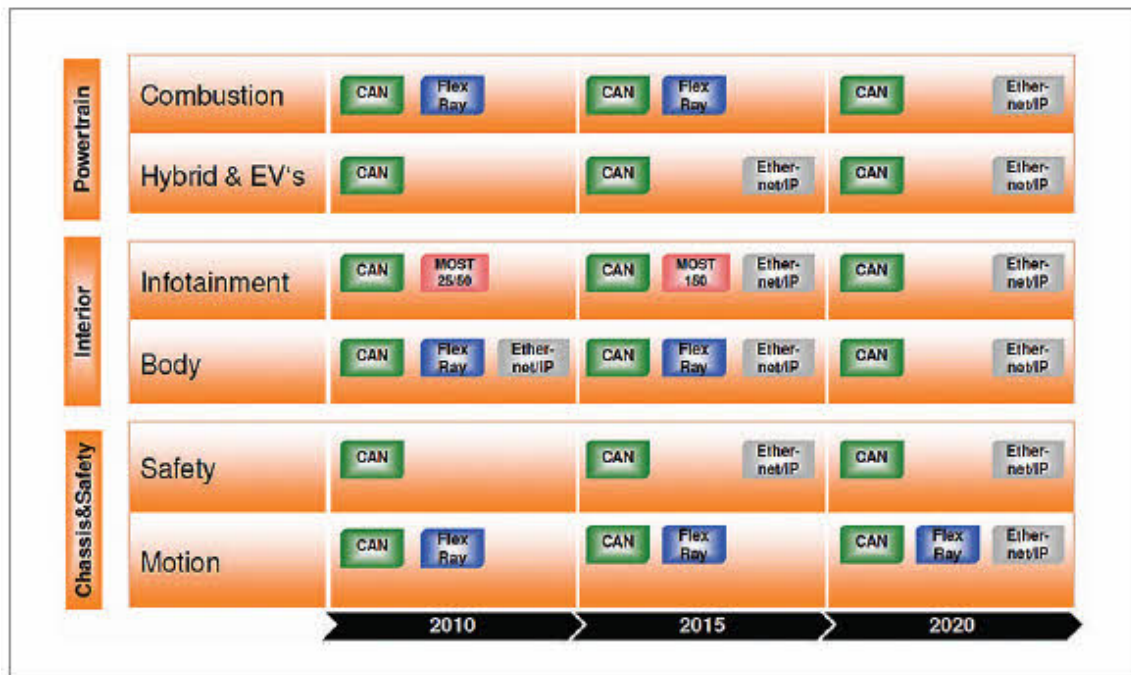 Powertrain
Combustion
CAN
Flex
Ray
CAN
Flex
Ray
CAN
Ether-
net/IP
Hybrid & EV's
CAN
CAN
Ether-
net/IP
CAN
Ether-
net/IP
Interior
Infotainment
CAN
MOST
25/50
CAN
MOST
150
Ether-
net/IP
CAN
Ether-
net/IP
Body
CAN
Flex
Ray
Ether-
net/IP
CAN
Flex
Ray
Ether-
net/IP
CAN
Ether-
net/IP
Chassis&Safety
Safety
CAN
CAN
Ether-
net/IP
CAN
Ether-
net/IP
Motion
CAN
Flex
Ray
CAN
Flex
Ray
CAN
Flex
Ray
Ether-
net/IP
2010
2015
2020